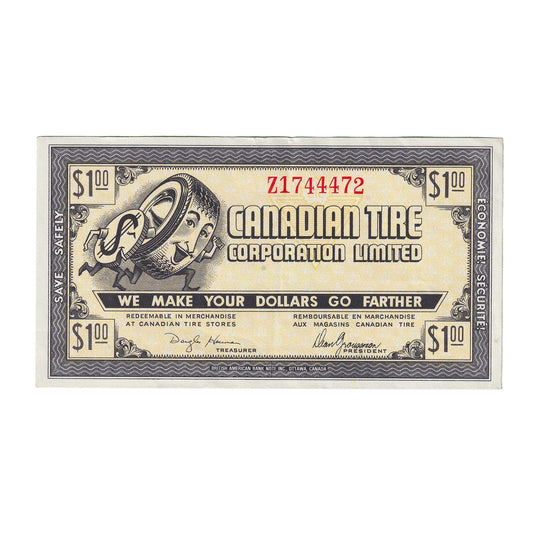 $1.00
Z1744472
$1.00
$
CANADIAN TIRE
CORPORATION LIMITED
SAVE SAFELY
ECONOMIE! SÉCURITÉ!
WE MAKE YOUR DOLLARS GO FARTHER
REDEEMABLE IN MERCHANDISE
AT CANADIAN TIRE STORES
REMBOURSABLE EN MARCHANDISE
AUX MAGASINS CANADIAN TIRE
$1.00
$1.00
TREASURER
PRESIDENT
BRITISH AMERICAN BANK NOTE INC. OTTAWA, CANADA